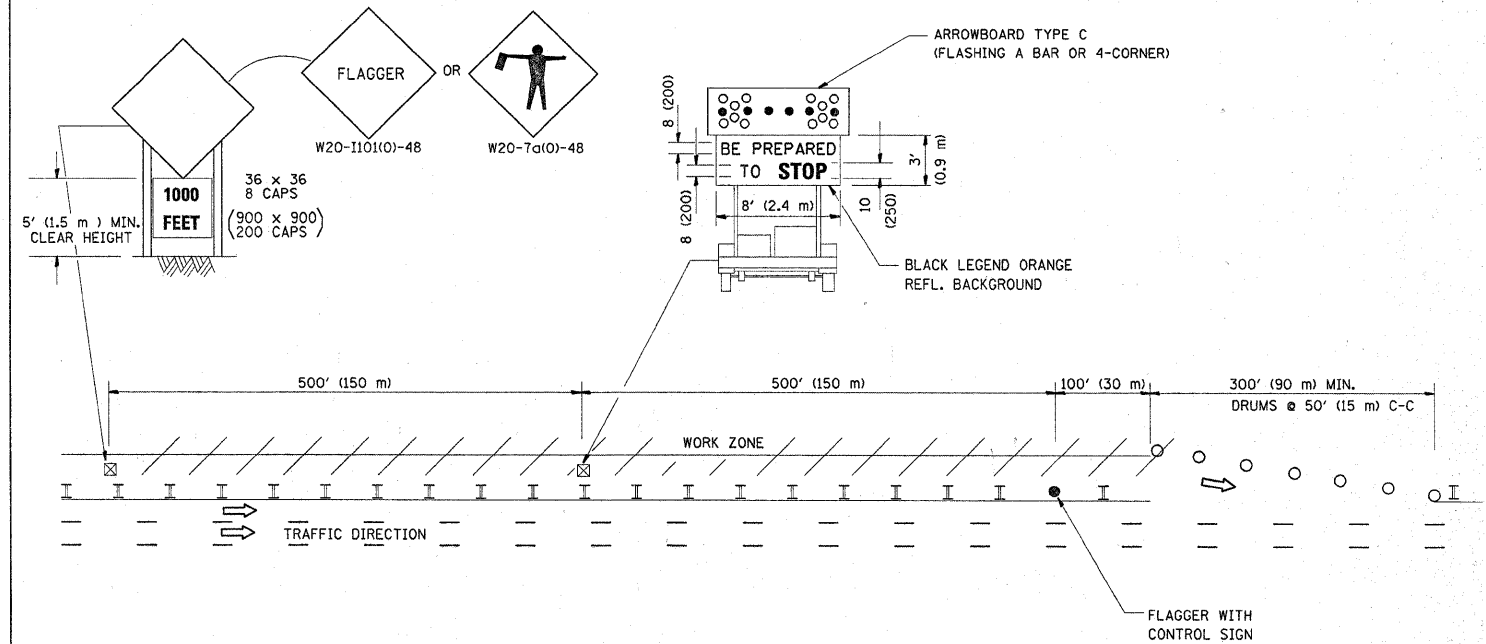 ARROWBOARD TYPE C
(FLASHING A BAR OR 4-CORNER)
FLAGGER
OR
W20-I101(O)-48
W20-7a(O)-48
8 (200)
BE PREPARED
TO STOP
3'
(0.9 m)
8 (200)
8' (2.4 m)
10
(250)
1000
FEET
36 x 36
8 CAPS
(900 x 900)
(200 CAPS)
5' (1.5 m ) MIN.
CLEAR HEIGHT
BLACK LEGEND ORANGE
REFL. BACKGROUND
500' (150 m)
500' (150 m)
100' (30 m)
300' (90 m) MIN.
DRUMS @ 50' (15 m) C-C
WORK ZONE
TRAFFIC DIRECTION
FLAGGER WITH
CONTROL SIGN